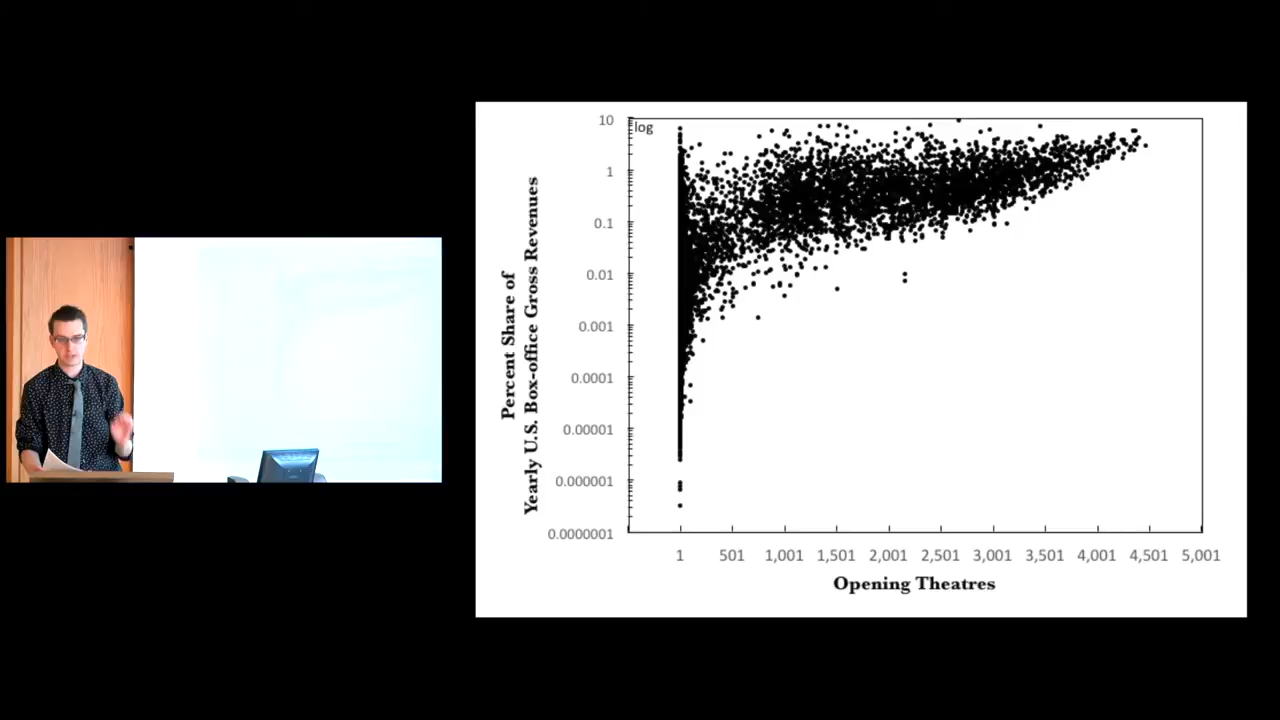 log
Percent Share of
Yearly U.S. Box-office Gross Revenues
10
1
0.1
0.01
0.001
0.0001
0.00001
0.000001
0.0000001
1 501 1,001 1,501 2,001 2,501 3,001 3,501 4,001 4,501 5,001
Opening Theatres